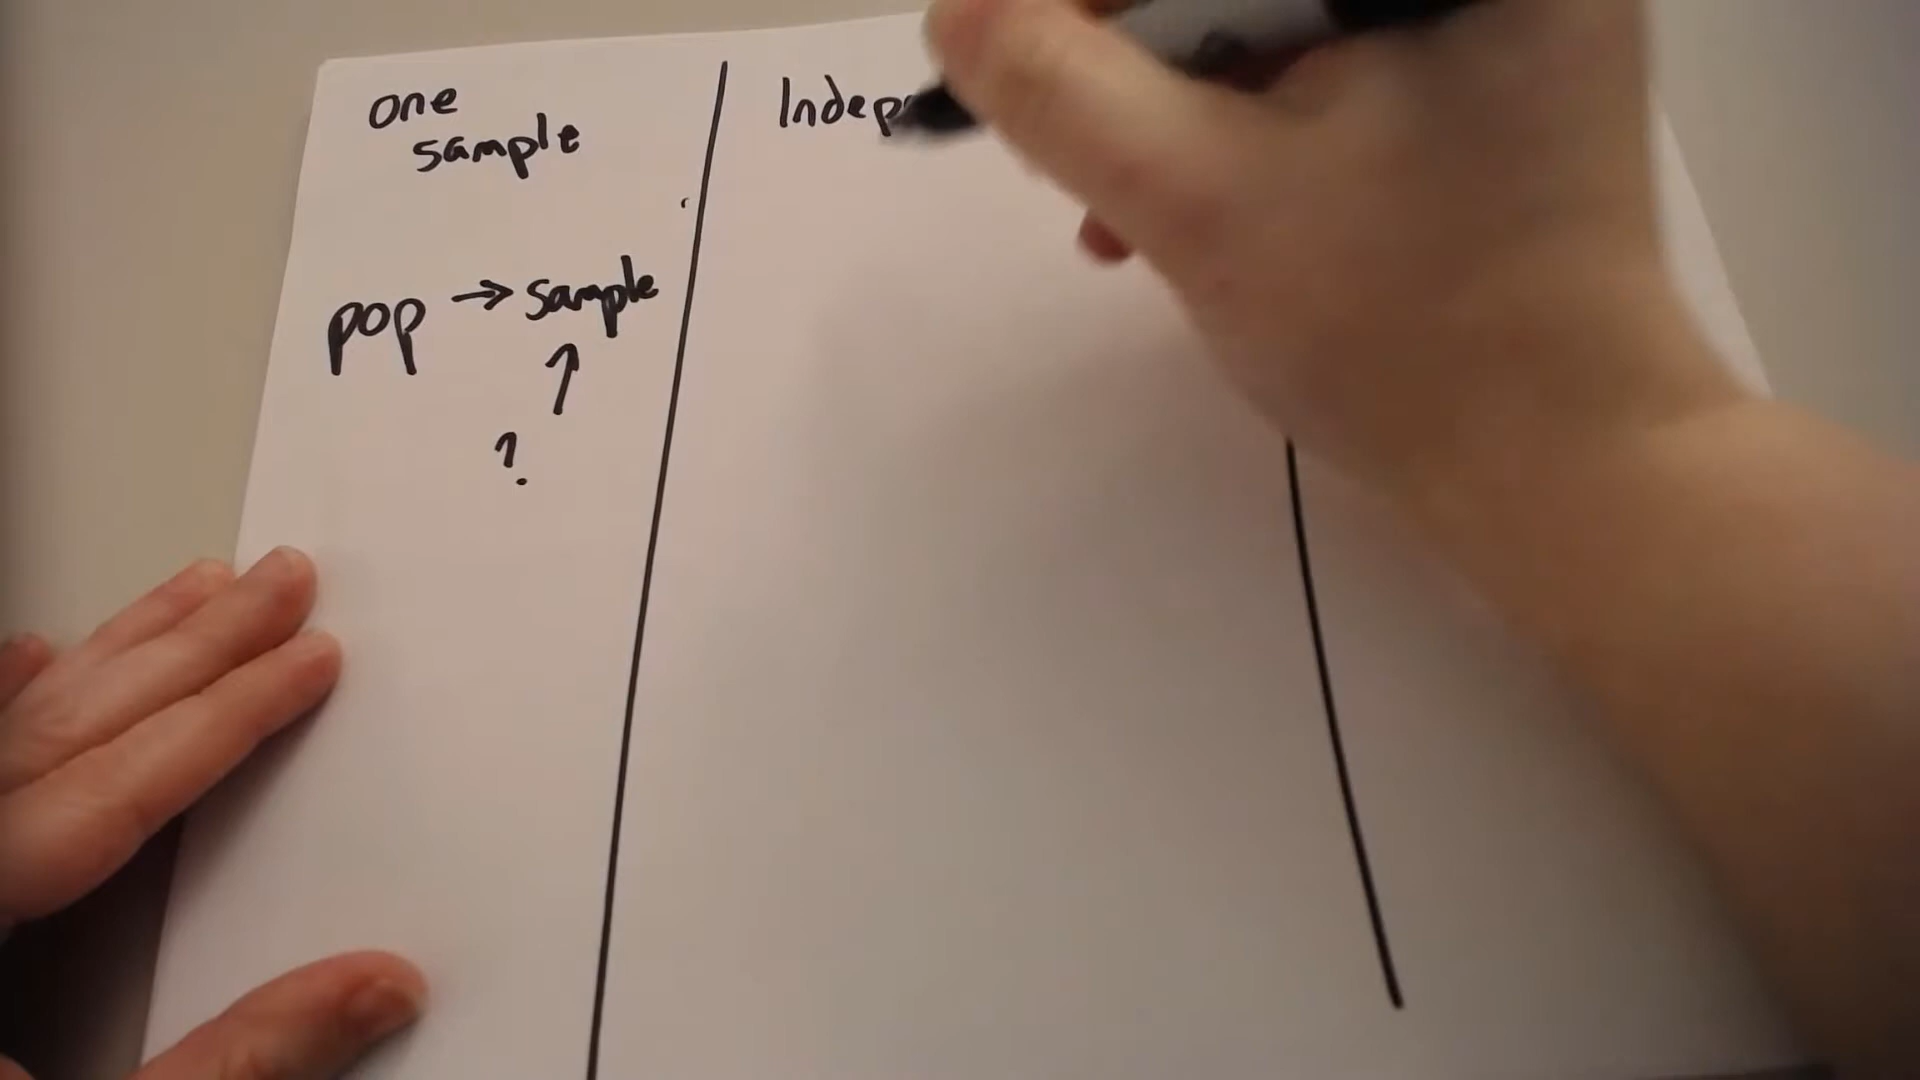 one
sample
pop → sample
↑
?
Indep